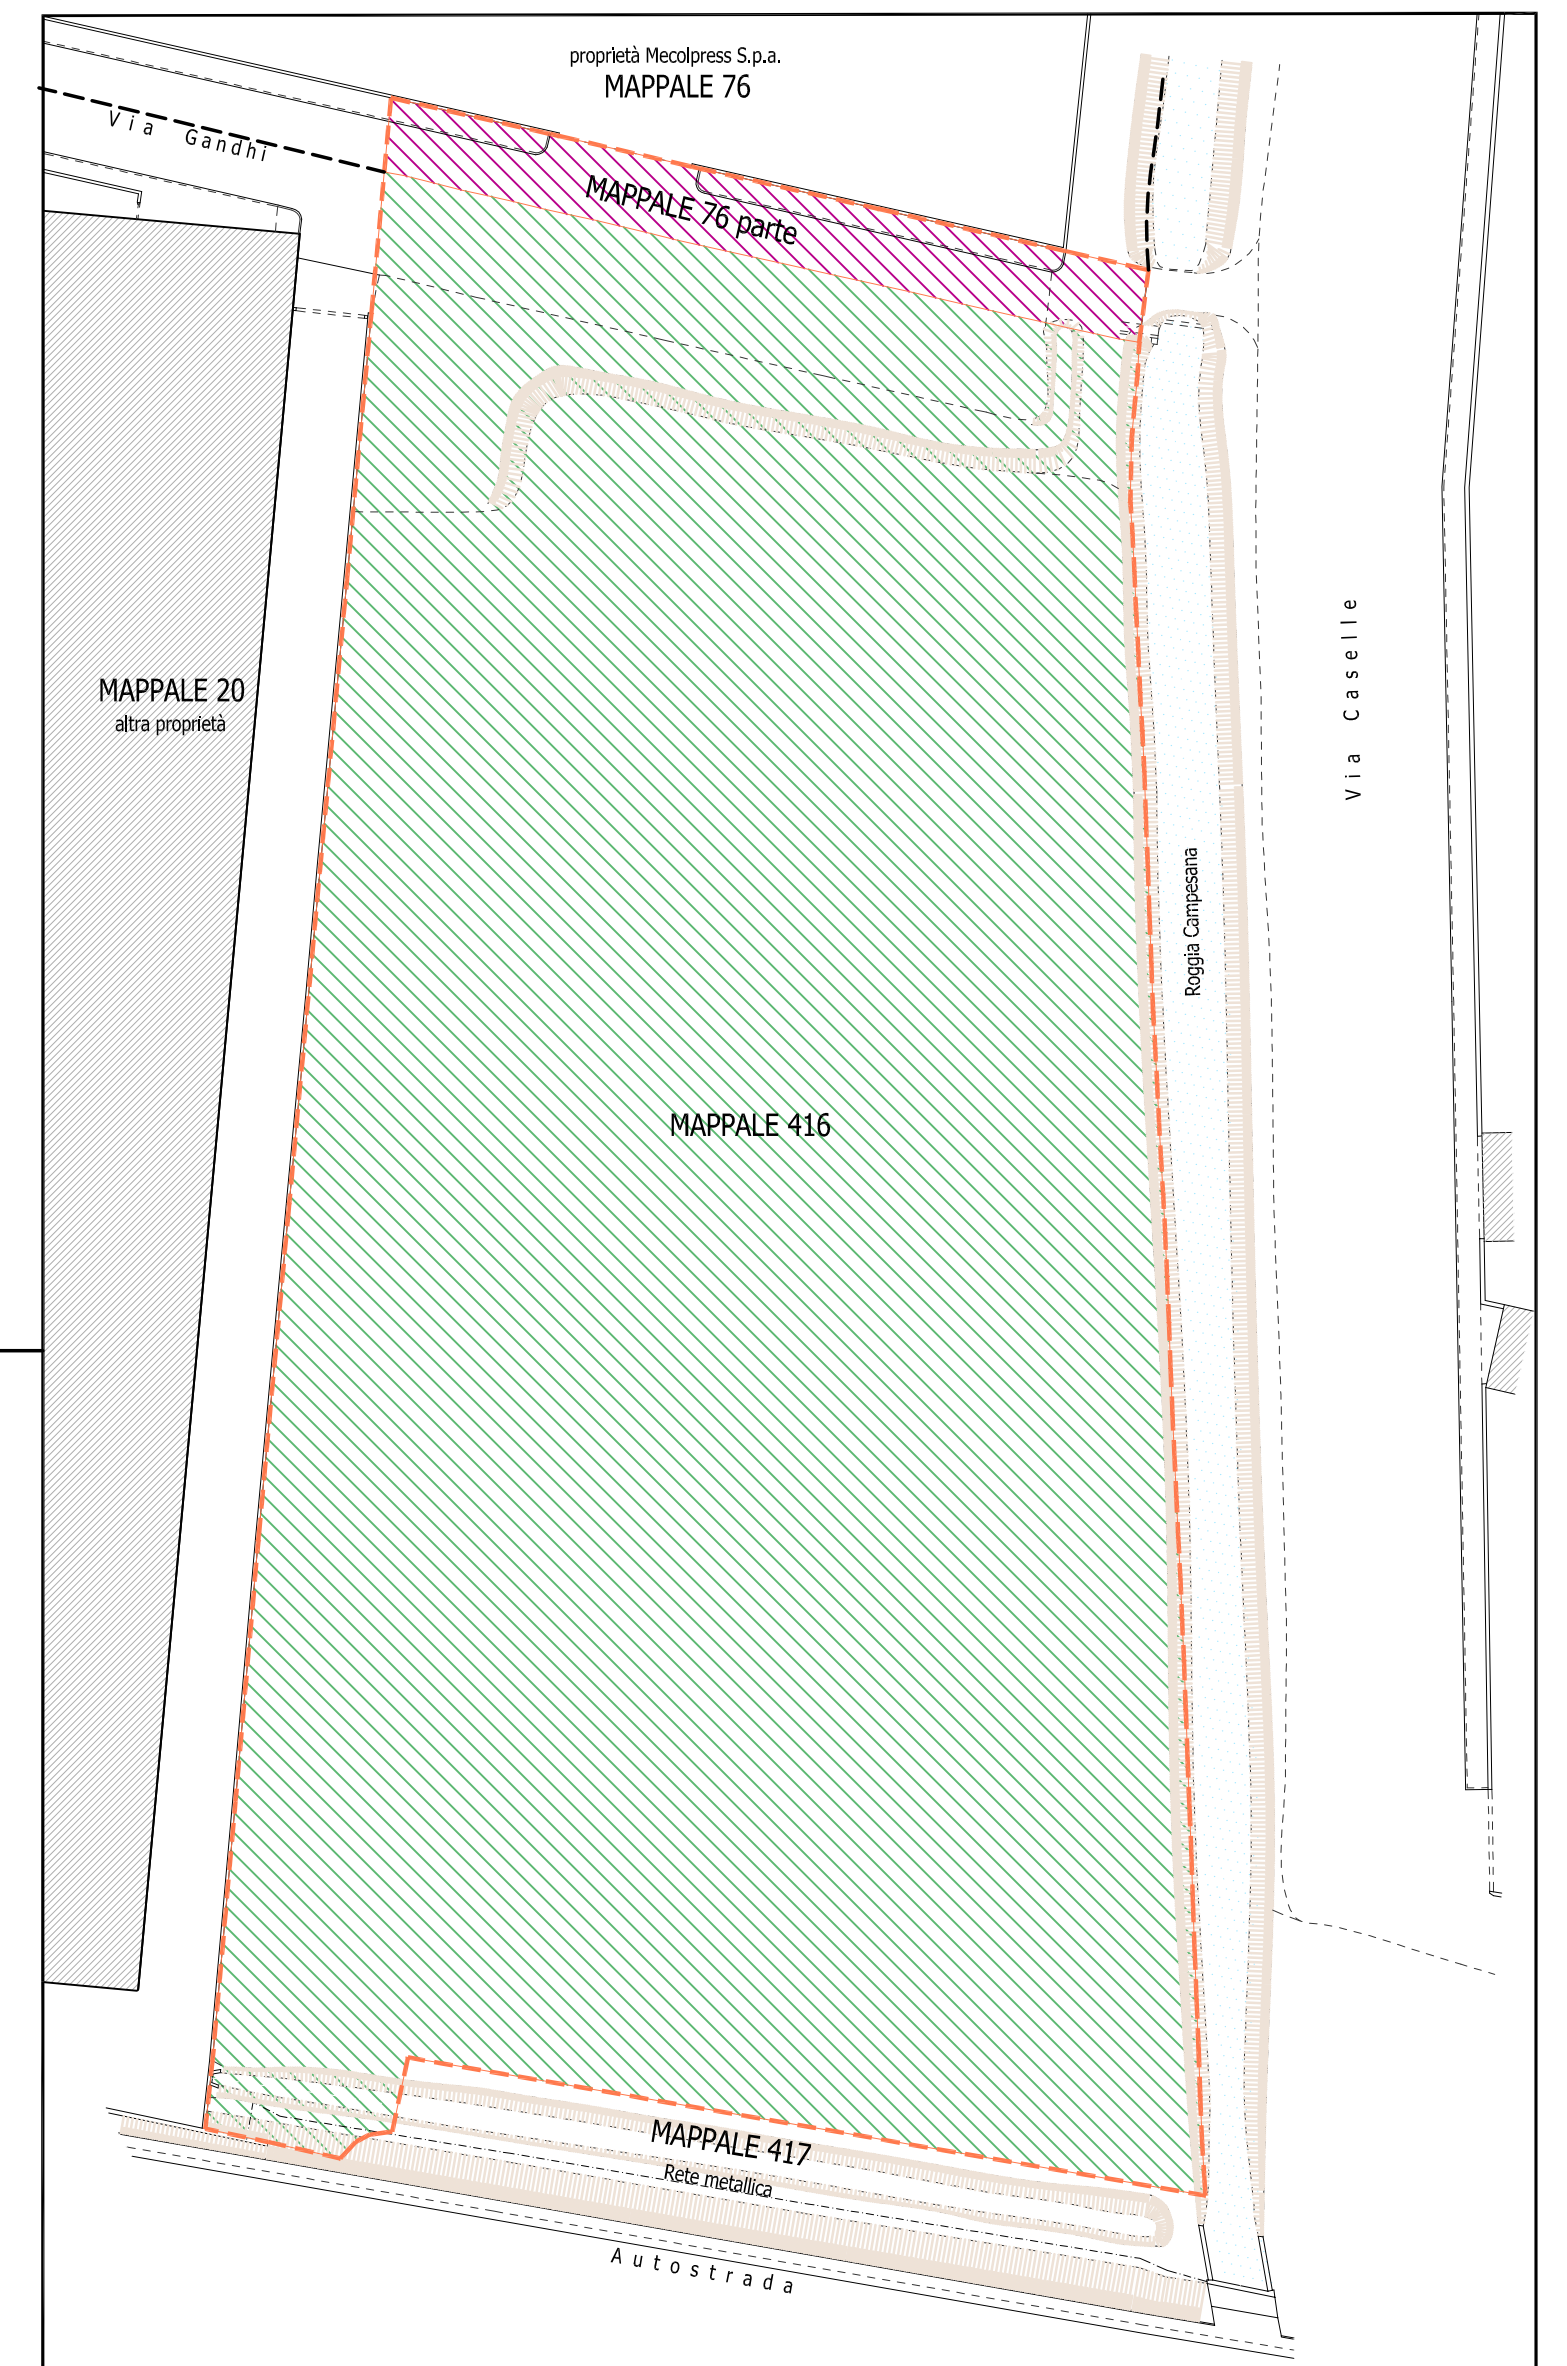 proprietà Mecolpress S.p.a.
MAPPALE 76
Via Gandhi
MAPPALE 76 parte
MAPPALE 20
altra proprietà
Via Caselle
Roggia Campesana
MAPPALE 416
MAPPALE 417
Rete metallica
Autostrada